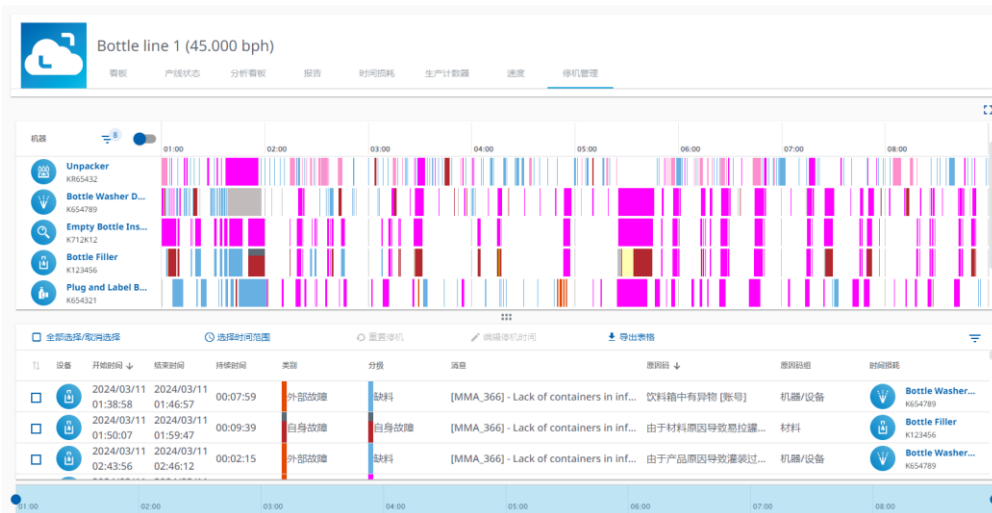 Bottle line 1 (45.000 bph)
看板 产线状态 分析看板 报告 时间损耗 生产计数器 速度 停机管理
机器 8
01:00 02:00 03:00 04:00 05:00 06:00 07:00 08:00
Unpacker
KR65432
Bottle Washer D...
K654789
Empty Bottle Ins...
K712K12
Bottle Filler
K123456
Plug and Label B...
K654321
全部选择/取消选择 选择时间范围 重置停机 编辑停机时间 导出表格
设备 开始时间 结束时间 持续时间 类别 分级 消息 原因码 原因码组 时间损耗
2024/03/11 2024/03/11 Bottle Washer...
00:07:59 外部故障 缺料 [MMA_366] - Lack of containers in inf... 饮料箱中有异物 [账号] 机器/设备
01:38:58 01:46:57 K654789
2024/03/11 2024/03/11 Bottle Filler
00:09:39 自身故障 自身故障 [MMA_366] - Lack of containers in inf... 由于材料原因导致易拉罐... 材料
01:50:07 01:59:47 K123456
2024/03/11 2024/03/11 Bottle Washer...
00:02:15 外部故障 缺料 [MMA_366] - Lack of containers in inf... 由于产品原因导致灌装过... 机器/设备
02:43:56 02:46:12 K654789
01:00 02:00 03:00 04:00 05:00 06:00 07:00 08:00